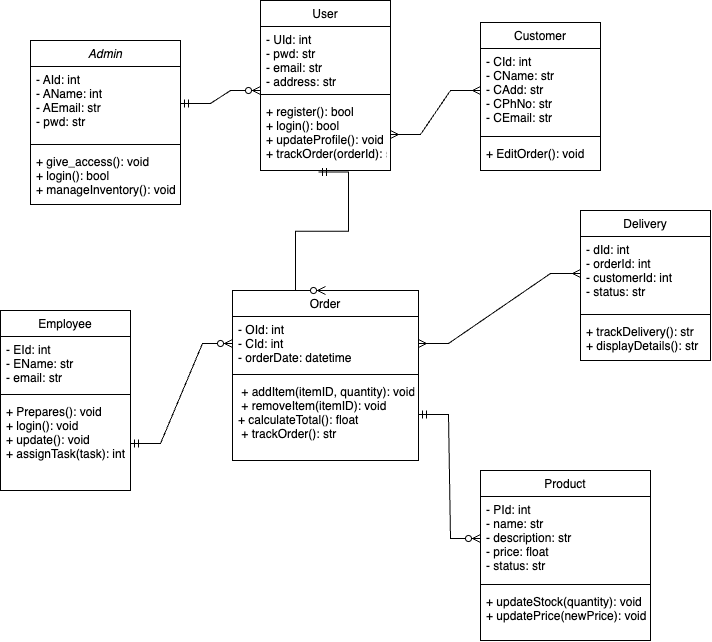 User
- UId: int
- pwd: str
- email: str
- address: str
+ register(): bool
+ login(): bool
+ updateProfile(): void
+ trackOrder(orderId):
Customer
- CId: int
- CName: str
- CAdd: str
- CPhNo: str
- CEmail: str
+ EditOrder(): void
Admin
- AId: int
- AName: int
- AEmail: str
- pwd: str
+ give_access(): void
+ login(): bool
+ manageInventory(): void
Delivery
- dId: int
- orderId: int
- customerId: int
- status: str
+ trackDelivery(): str
+ displayDetails(): str
Order
- OId: int
- CId: int
- orderDate: datetime
+ addItem(itemID, quantity): void
+ removeItem(itemID): void
+ calculateTotal(): float
+ trackOrder(): str
Employee
- EId: int
- EName: str
- email: str
+ Prepares(): void
+ login(): void
+ update(): void
+ assignTask(task): int
Product
- PId: int
- name: str
- description: str
- price: float
- status: str
+ updateStock(quantity): void
+ updatePrice(newPrice): void